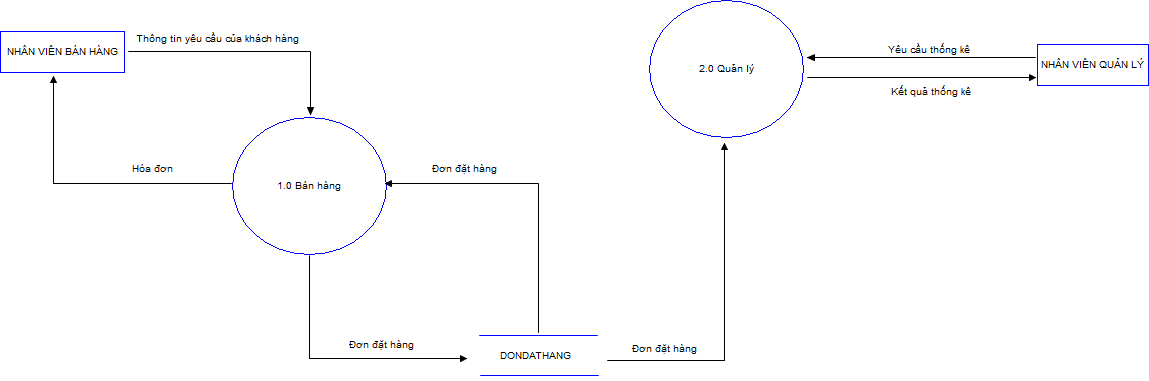 Thông tin yêu cầu của khách hàng
NHÂN VIÊN BÁN HÀNG
Yêu cầu thống kê
2.0 Quản lý
NHÂN VIÊN QUẢN LÝ
Kết quả thống kê
Hóa đơn
Đơn đặt hàng
1.0 Bán hàng
Đơn đặt hàng
DONDATHANG
Đơn đặt hàng